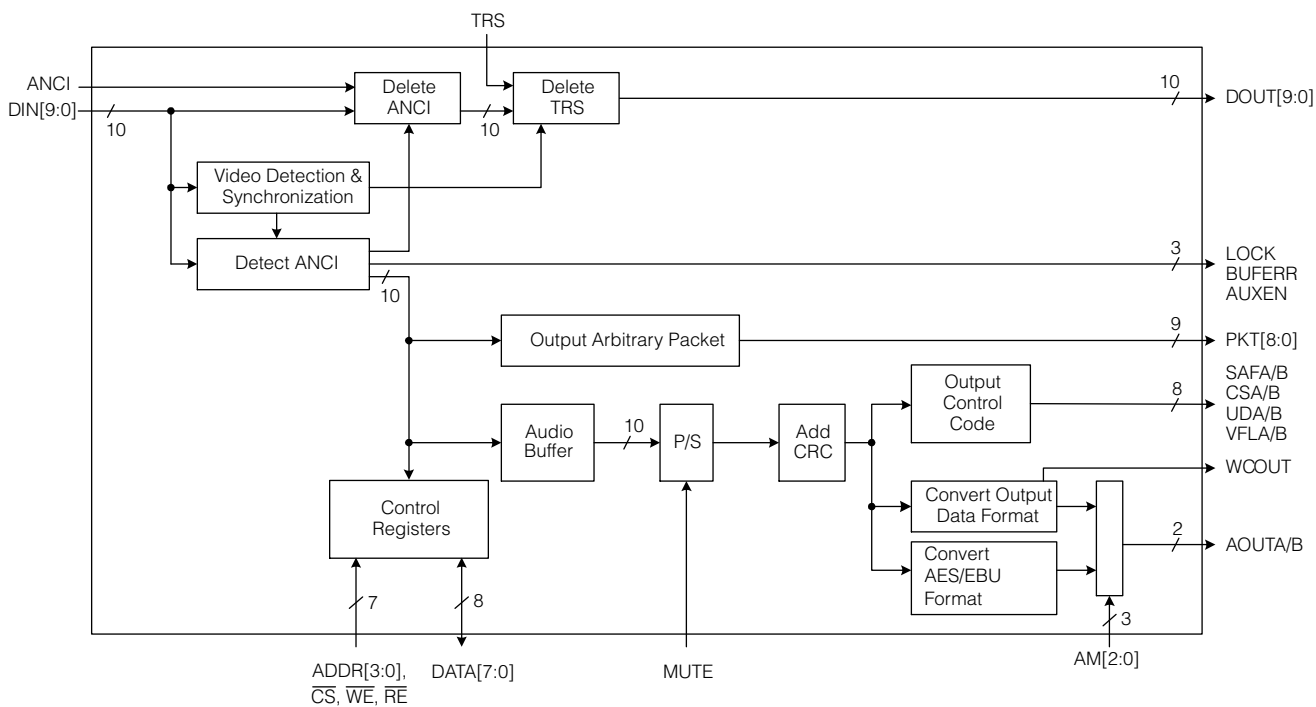 TRS
ANCI
DIN[9:0]
10
Delete
ANCI
10
Delete
TRS
10
DOUT[9:0]
Video Detection &
Synchronization
Detect ANCI
10
3
LOCK
BUFERR
AUXEN
Output Arbitrary Packet
9
PKT[8:0]
Audio
Buffer
10
P/S
Add
CRC
Output
Control
Code
8
SAFA/B
CSA/B
UDA/B
VFLA/B
WCOUT
Control
Registers
Convert Output
Data Format
Convert
AES/EBU
Format
2
AOUTA/B
7
8
3
ADDR[3:0],
CS, WE, RE
DATA[7:0]
MUTE
AM[2:0]